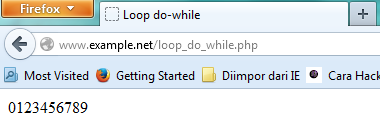 Firefox
Loop do-while
www.example.net/loop_do_while.php
Most Visited Getting Started Diimpor dari IE Cara Hack
0123456789